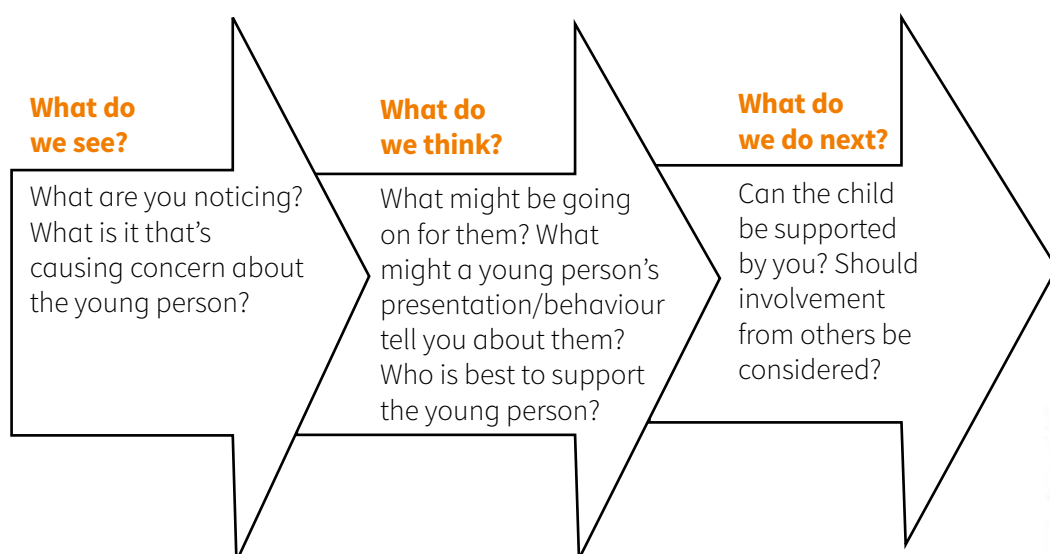 What do
we see?
What are you noticing?
What is it that’s
causing concern about
the young person?
What do
we think?
What might be going
on for them? What
might a young person’s
presentation/behaviour
tell you about them?
Who is best to support
the young person?
What do
we do next?
Can the child
be supported
by you? Should
involvement
from others be
considered?